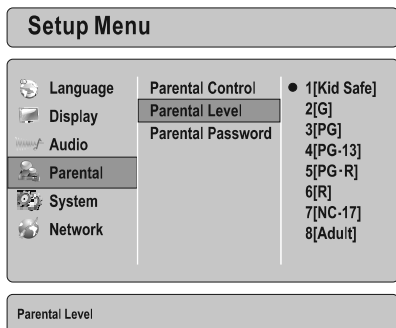 Setup Menu
Language
Display
Audio
Parental
System
Network
Parental Control
Parental Level
Parental Password
1[Kid Safe]
2[G]
3[PG]
4[PG-13]
5[PG-R]
6[R]
7[NC-17]
8[Adult]
Parental Level